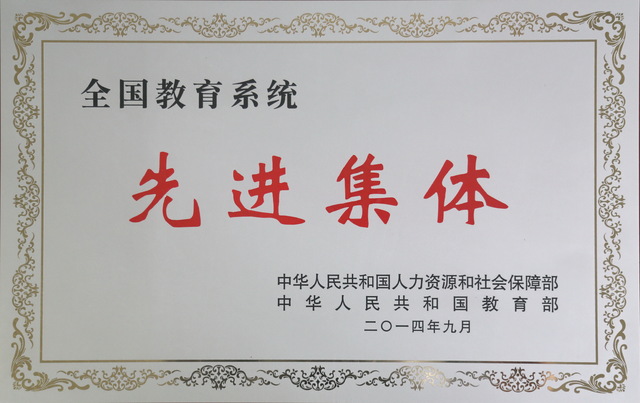 全国教育系统
先进集体
中华人民共和国人力资源和社会保障部
中华人民共和国教育部
二〇一四年九月